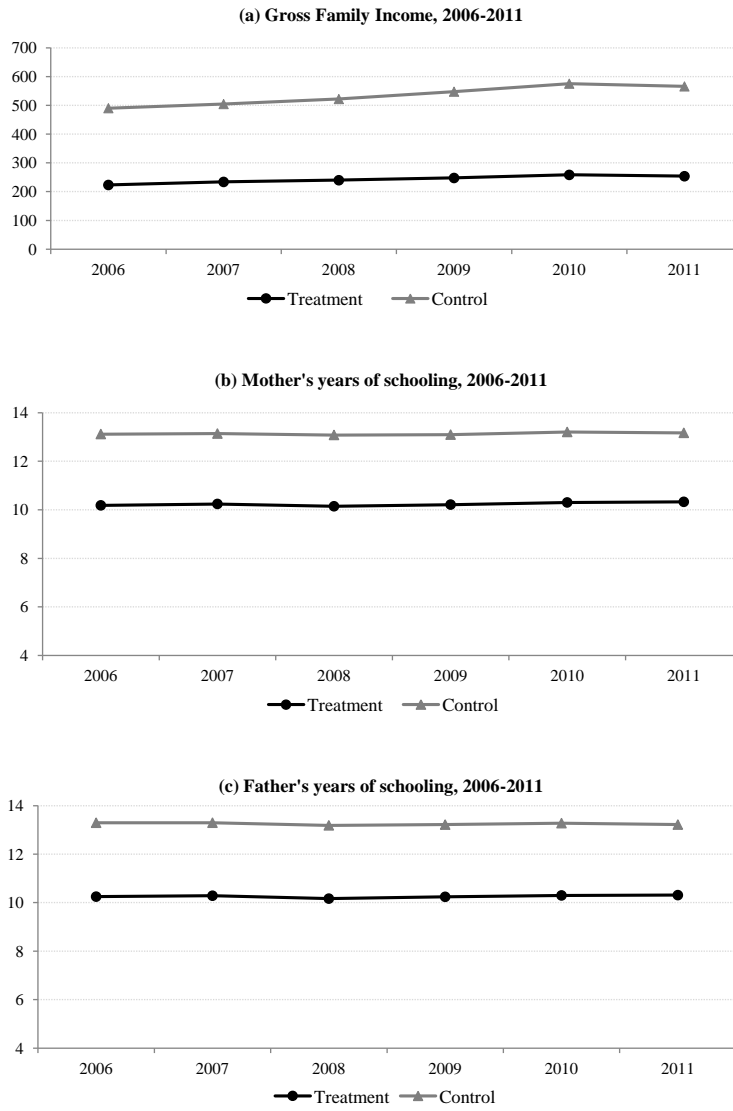 (a) Gross Family Income, 2006-2011
700
600
500
400
300
200
100
0
2006 2007 2008 2009 2010 2011
Treatment Control
(b) Mother's years of schooling, 2006-2011
14
12
10
8
6
4
2006 2007 2008 2009 2010 2011
Treatment Control
(c) Father's years of schooling, 2006-2011
14
12
10
8
6
4
2006 2007 2008 2009 2010 2011
Treatment Control